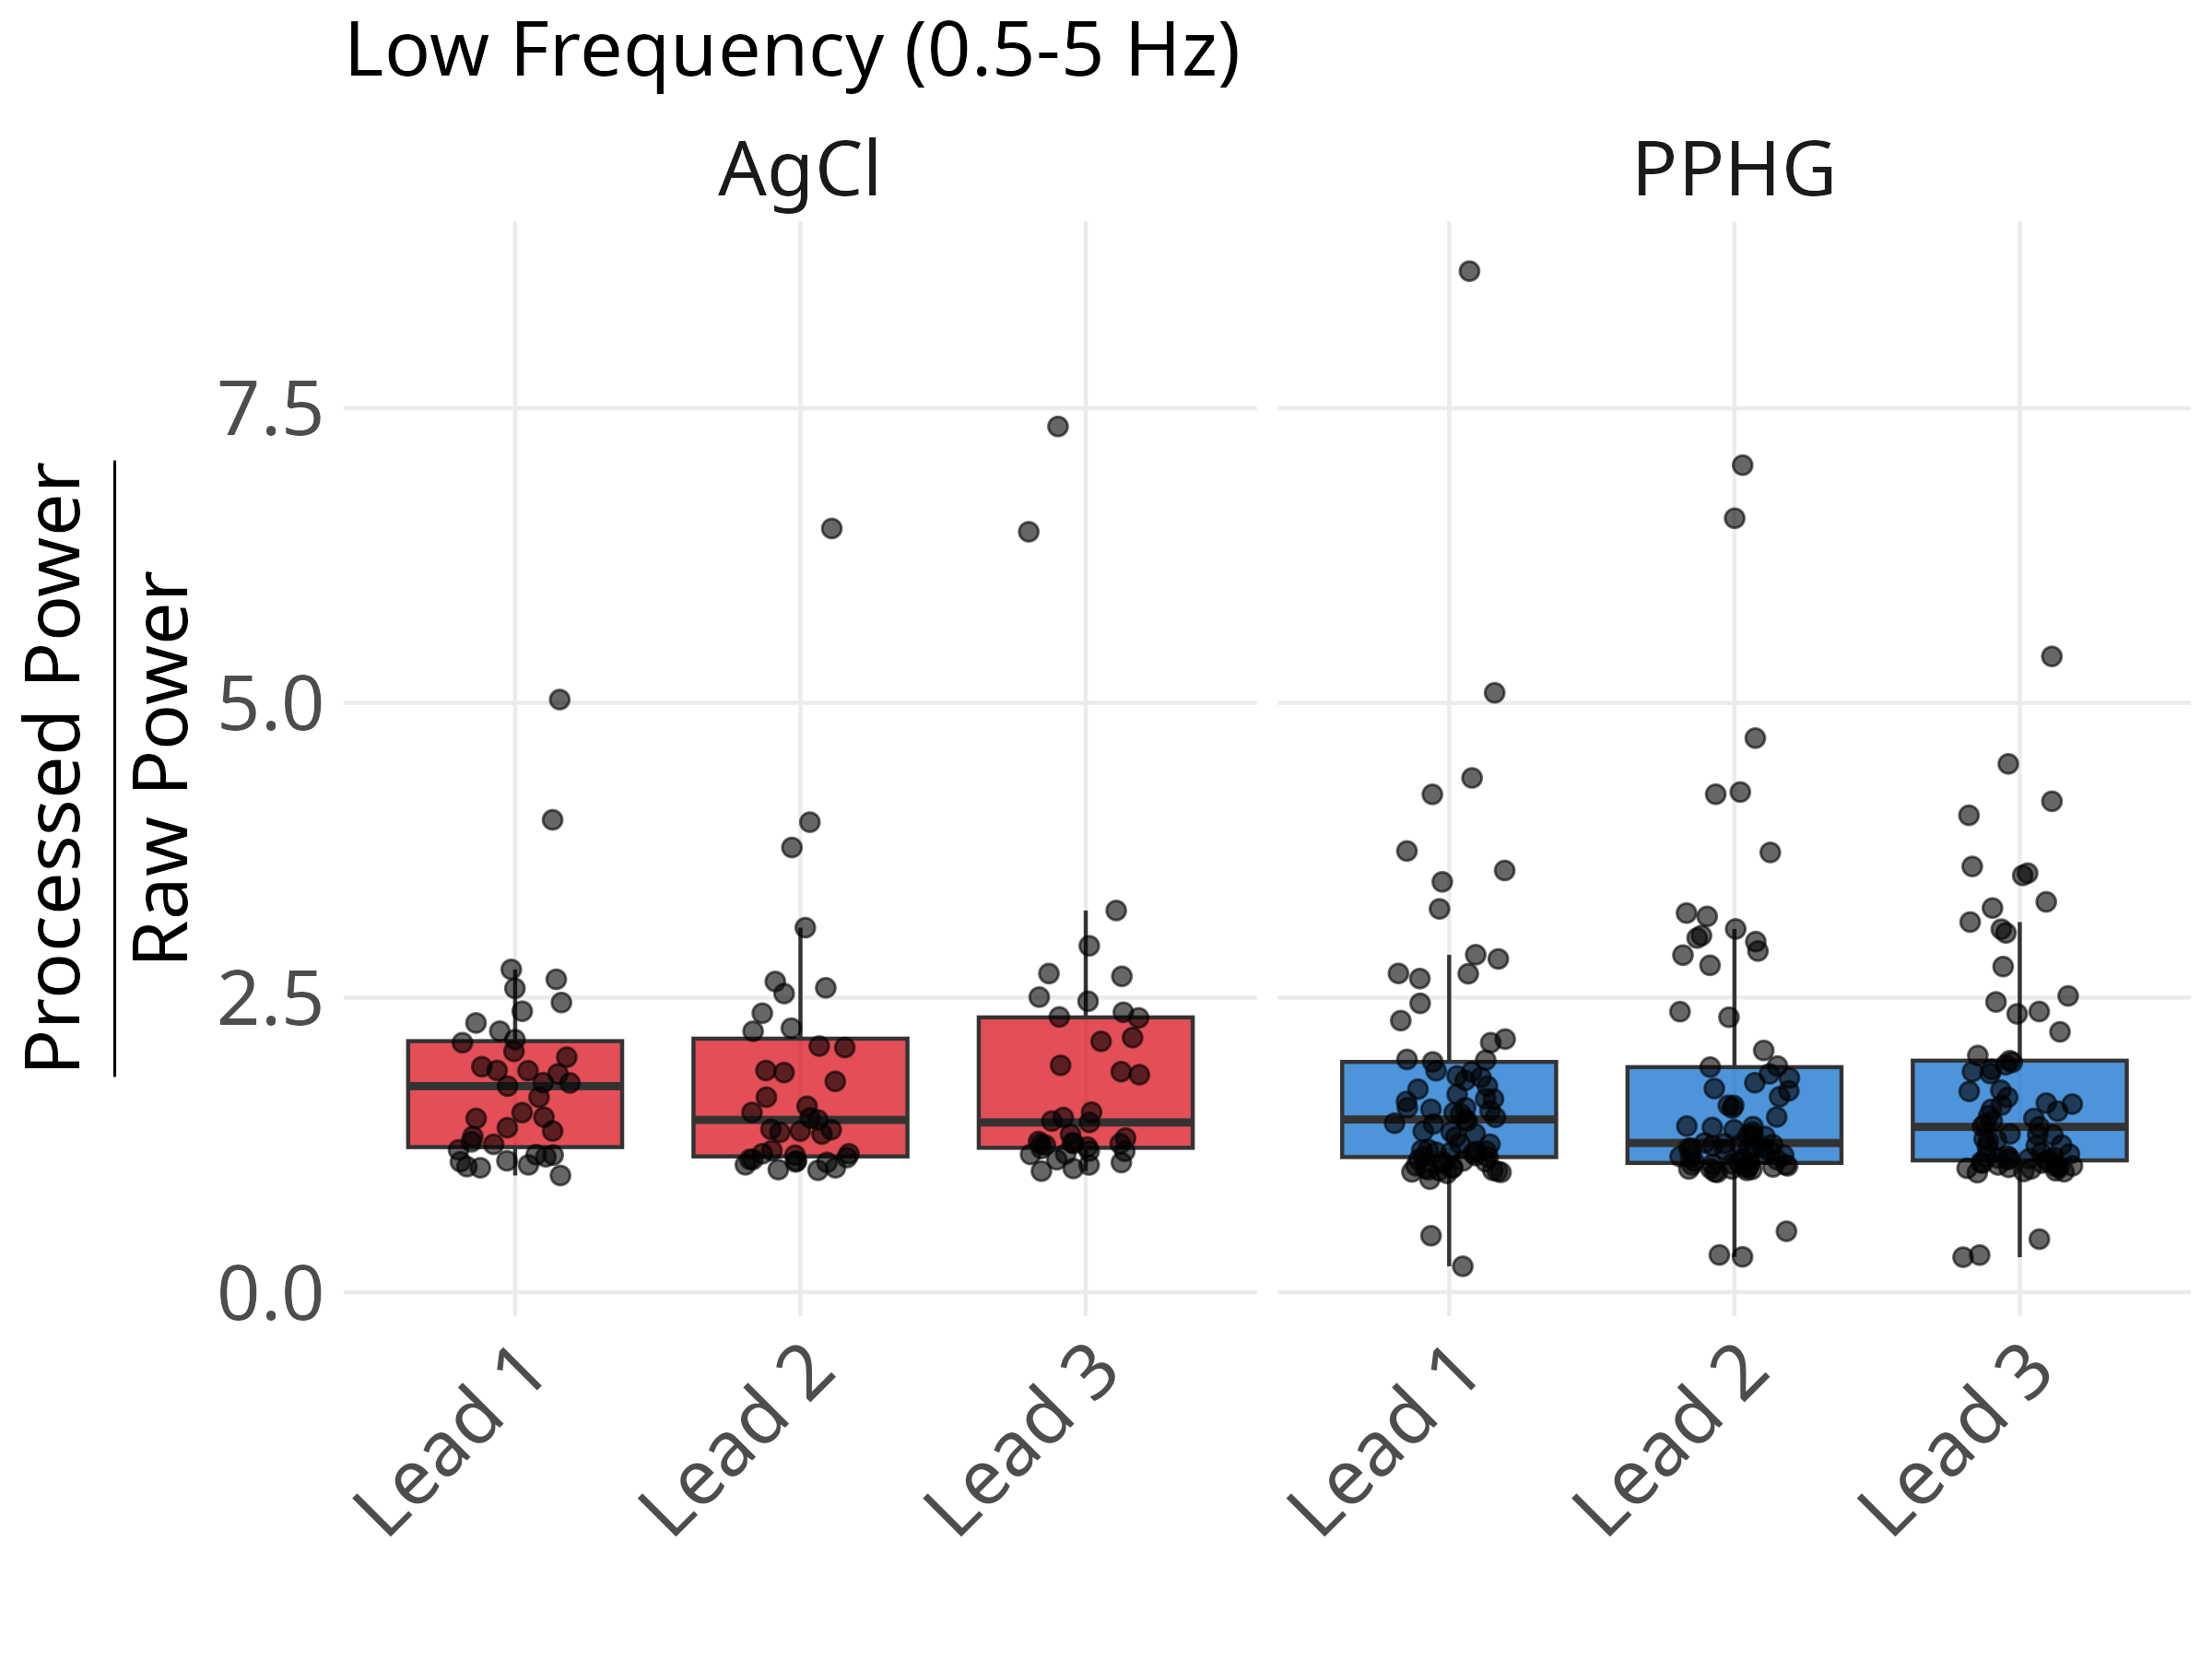 Low Frequency (0.5-5 Hz)
AgCl
PPHG
Processed Power
Raw Power
7.5
5.0
2.5
0.0
Lead 1
Lead 2
Lead 3
Lead 1
Lead 2
Lead 3